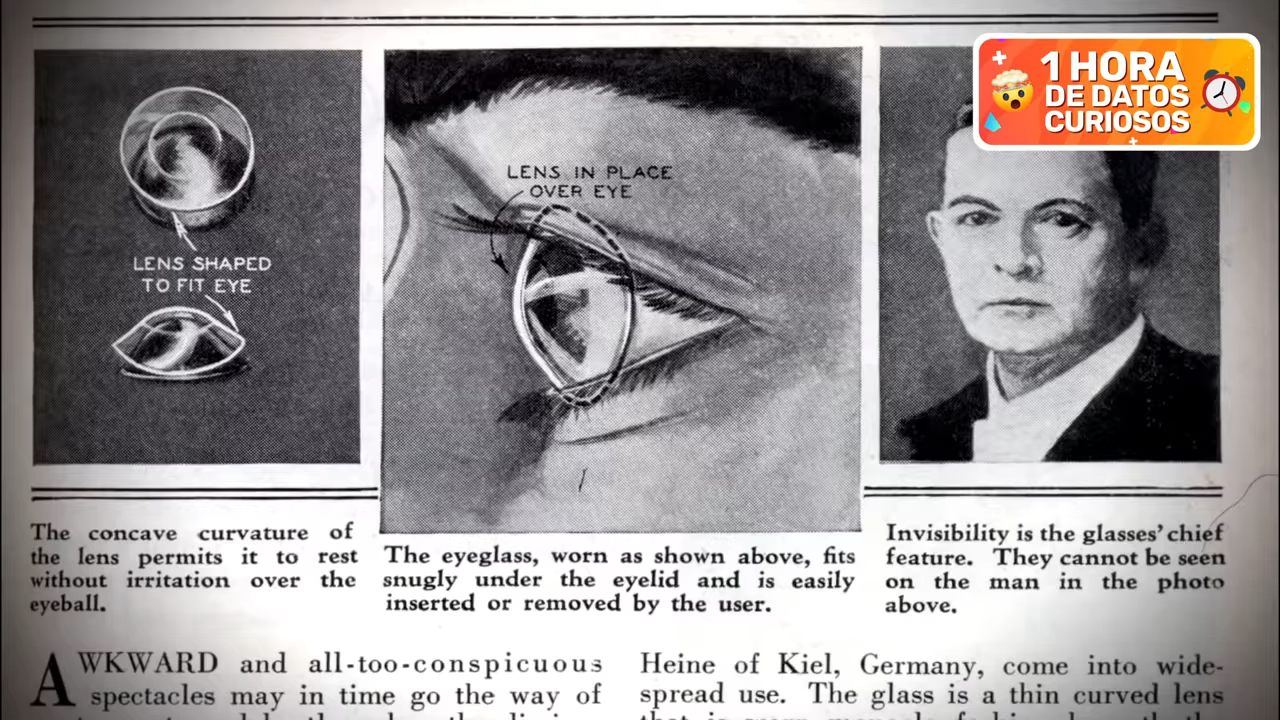 1 HORA
DE DATOS
CURIOSOS
LENS SHAPED
TO FIT EYE
LENS IN PLACE
OVER EYE
The concave curvature of
the lens permits it to rest
without irritation over the
eyeball.
The eyeglass, worn as shown above, fits
snugly under the eyelid and is easily
inserted or removed by the user.
Invisibility is the glasses' chief
feature. They cannot be seen
on the man in the photo
above.
AWKWARD and all-too-conspicuous
spectacles may in time go the way of
Heine of Kiel, Germany, come into wide-
spread use. The glass is a thin curved lens